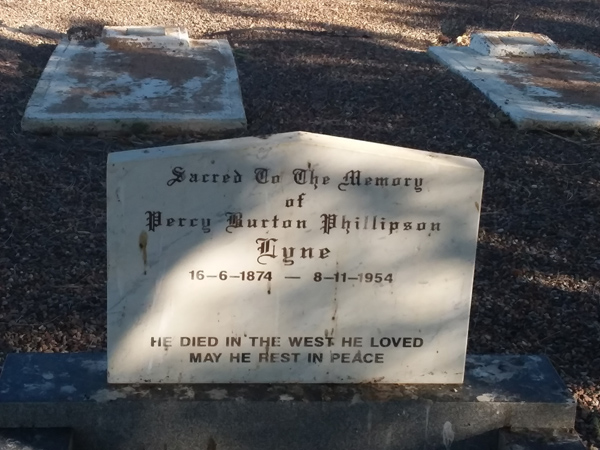 Sacred To The Memory
of
Percy Burton Phillipson
Lyne
16-6-1874 — 8-11-1954
HE DIED IN THE WEST HE LOVED
MAY HE REST IN PEACE